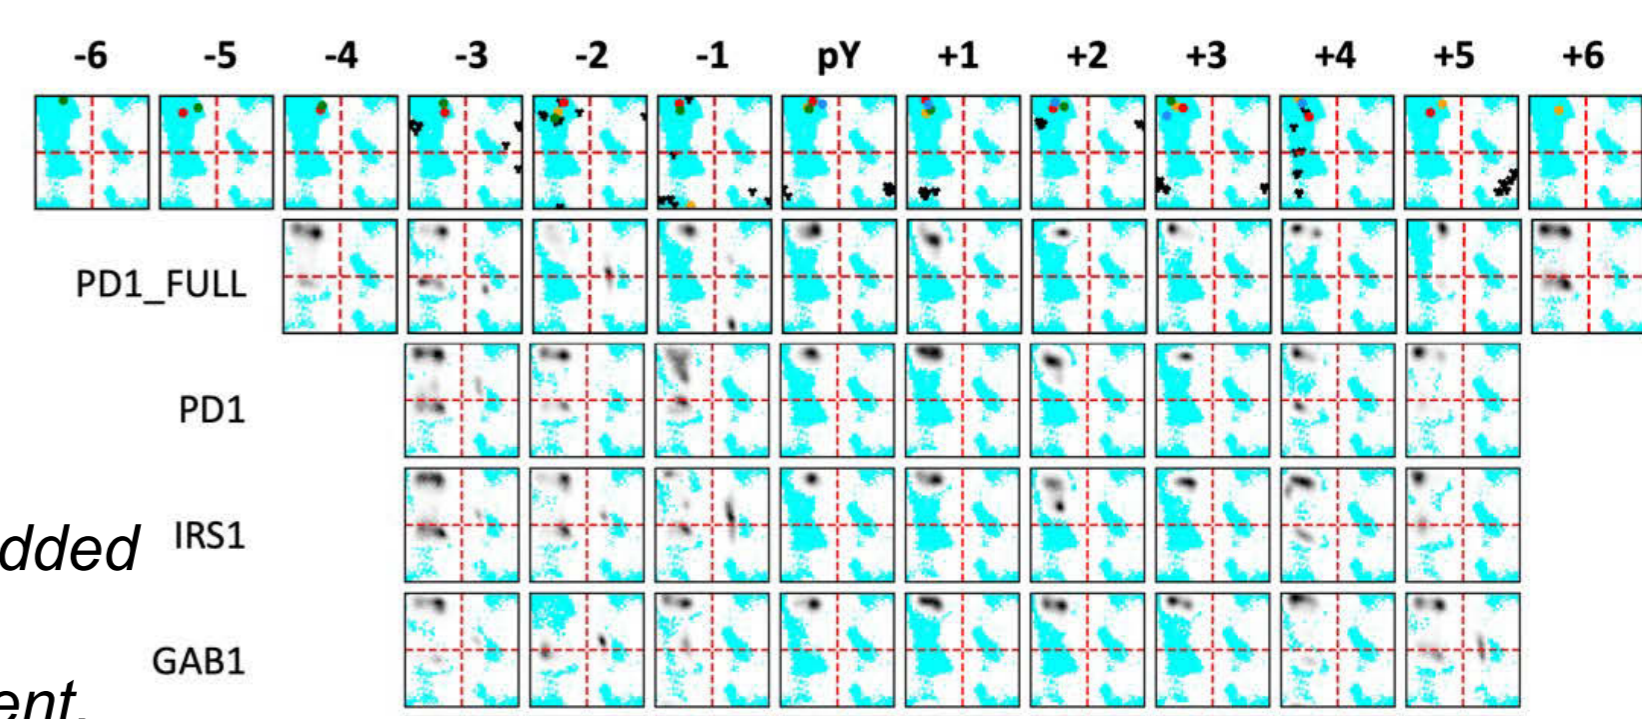 -6 -5 -4 -3 -2 -1 pY +1 +2 +3 +4 +5 +6
PD1_FULL
PD1
dded IRS1
GAB1
ent.